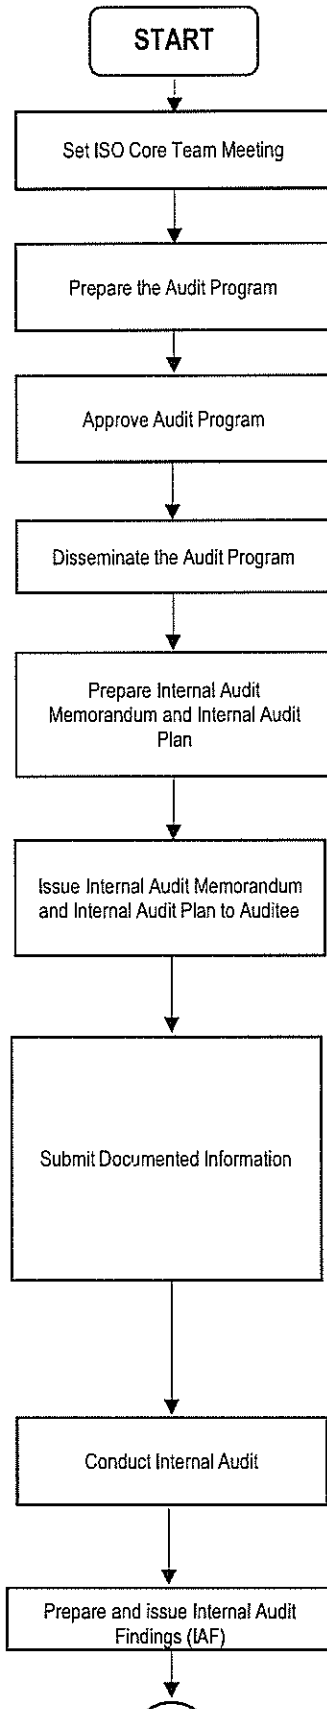 START
Set ISO Core Team Meeting
Prepare the Audit Program
Approve Audit Program
Disseminate the Audit Program
Prepare Internal Audit
Memorandum and Internal Audit
Plan
Issue Internal Audit Memorandum
and Internal Audit Plan to Auditee
Submit Documented Information
Conduct Internal Audit
Prepare and issue Internal Audit
Findings (IAF)